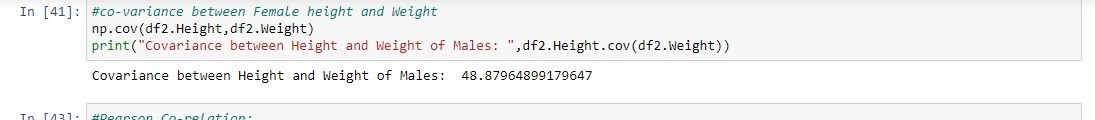 In [41]: #co-variance between Female height and Weight
np.cov(df2.Height,df2.Weight)
print("Covariance between Height and Weight of Males: ",df2.Height.cov(df2.Weight))
Covariance between Height and Weight of Males:  48.87964899179647
In [43]: #Pearson Co-relation: